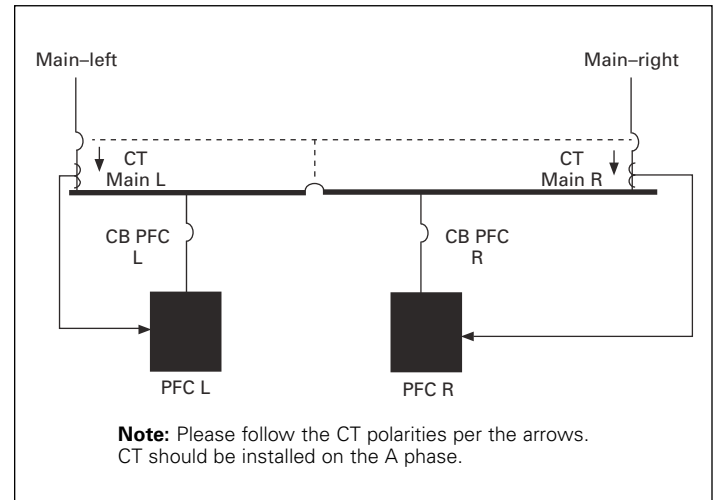 Main–left
Main–right
CT
Main L
CT
Main R
CB PFC
L
CB PFC
R
PFC L
PFC R
Note: Please follow the CT polarities per the arrows.
CT should be installed on the A phase.